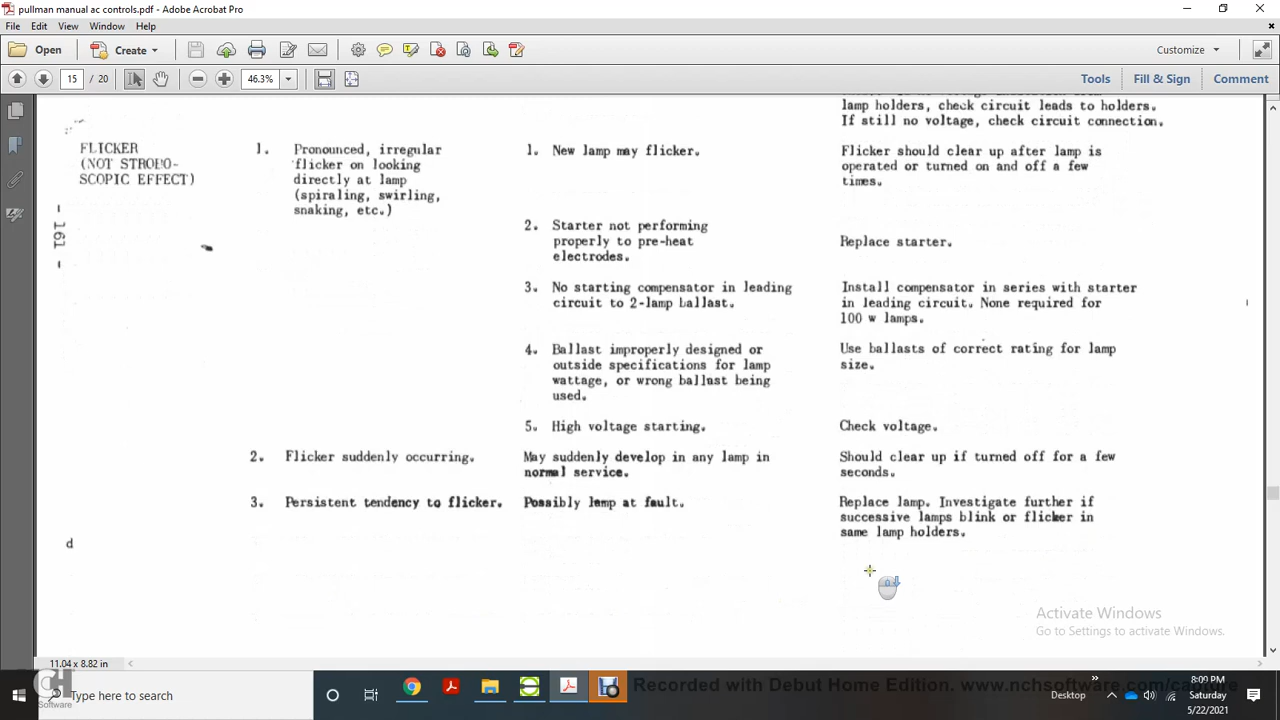 pullman manual ac controls.pdf - Adobe Acrobat Pro
File Edit View Window Help
Open Create Customize
15 / 20 46.3% Tools Fill & Sign Comment
lamp holders, check circuit leads to holders.
If still no voltage, check circuit connection.
FLICKER
(NOT STROBO-
SCOPIC EFFECT)
1. Pronounced, irregular
flicker on looking
directly at lamp
(spiraling, swirling,
snaking, etc.)
1. New lamp may flicker.
Flicker should clear up after lamp is
operated or turned on and off a few
times.
2. Starter not performing
properly to pre-heat
electrodes.
Replace starter.
3. No starting compensator in leading
circuit to 2-lamp ballast.
Install compensator in series with starter
in leading circuit. None required for
100 w lamps.
4. Ballast improperly designed or
outside specifications for lamp
wattage, or wrong ballast being
used.
Use ballasts of correct rating for lamp
size.
5. High voltage starting.
Check voltage.
2. Flicker suddenly occurring.
May suddenly develop in any lamp in
normal service.
Should clear up if turned off for a few
seconds.
3. Persistent tendency to flicker.
Possibly lamp at fault.
Replace lamp. Investigate further if
successive lamps blink or flicker in
same lamp holders.
- 161 -
d
Activate Windows
Go to Settings to activate Windows.
11.04 x 8.82 in
CH
Software
Type here to search
Recorded with Debut Home Edition. www.nchsoftware.com/capture
Desktop
8:09 PM
Saturday
5/22/2021